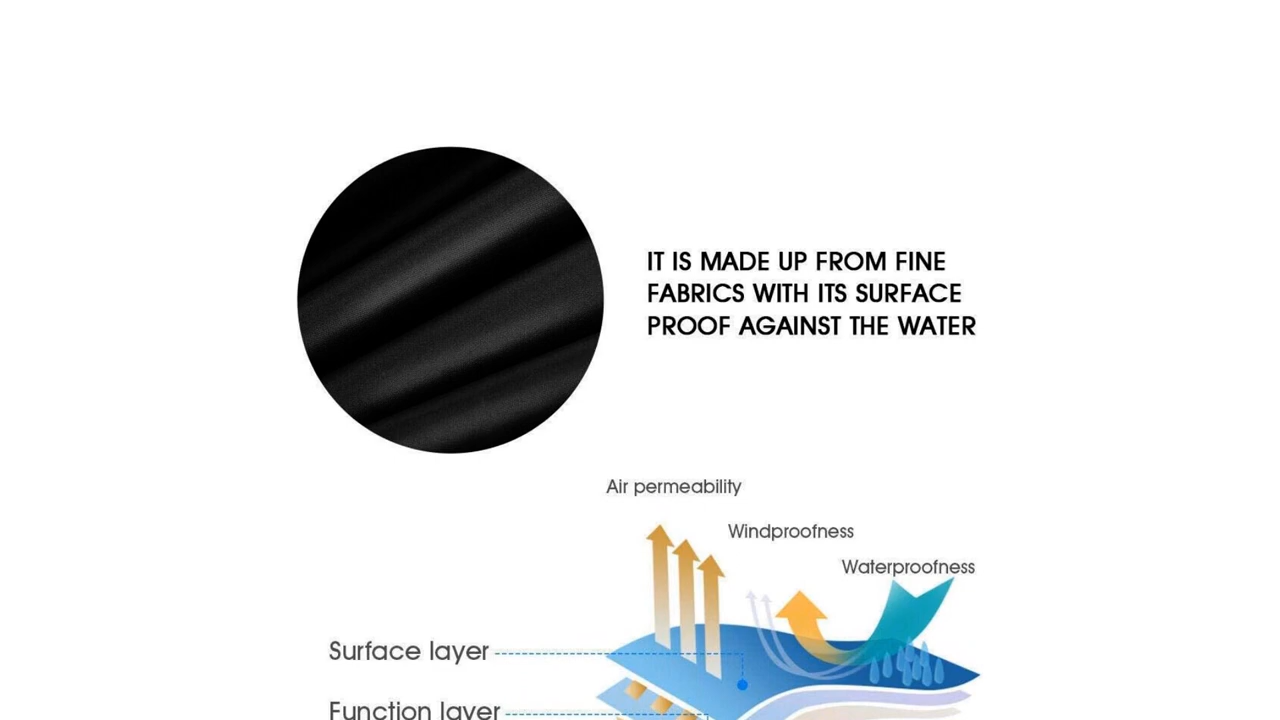 IT IS MADE UP FROM FINE
FABRICS WITH ITS SURFACE
PROOF AGAINST THE WATER
Air permeability
Windproofness
Waterproofness
Surface layer
Function layer